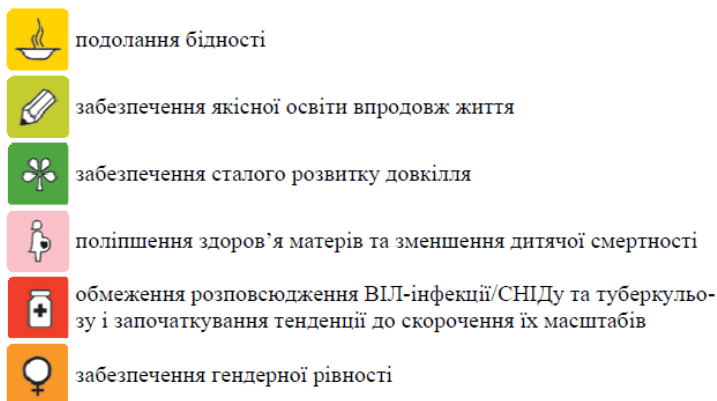 подолання бідності
забезпечення якісної освіти впродовж життя
забезпечення сталого розвитку довкілля
поліпшення здоров’я матерів та зменшення дитячої смертності
обмеження розповсюдження ВІЛ-інфекції/СНІДу та туберкульо-
зу і започаткування тенденції до скорочення їх масштабів
забезпечення гендерної рівності